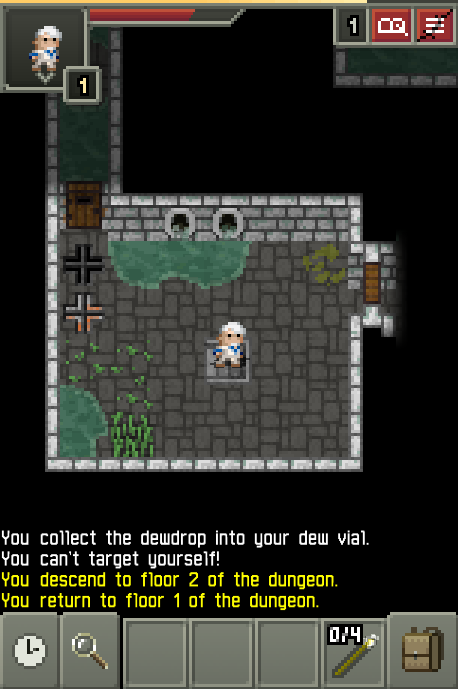 1
1
You collect the dewdrop into your dew vial.
You can't target yourself!
You descend to floor 2 of the dungeon.
You return to floor 1 of the dungeon.
0/4